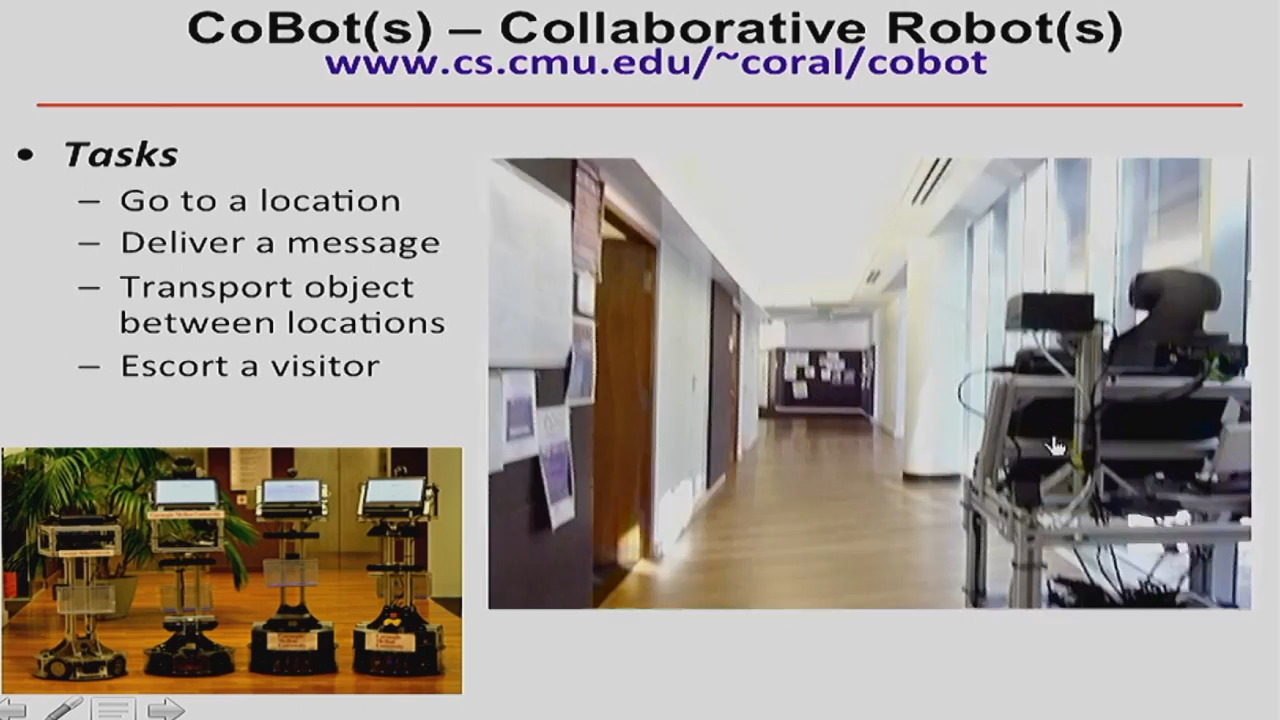 CoBot(s) – Collaborative Robot(s)
www.cs.cmu.edu/~coral/cobot
• Tasks
– Go to a location
– Deliver a message
– Transport object
between locations
– Escort a visitor